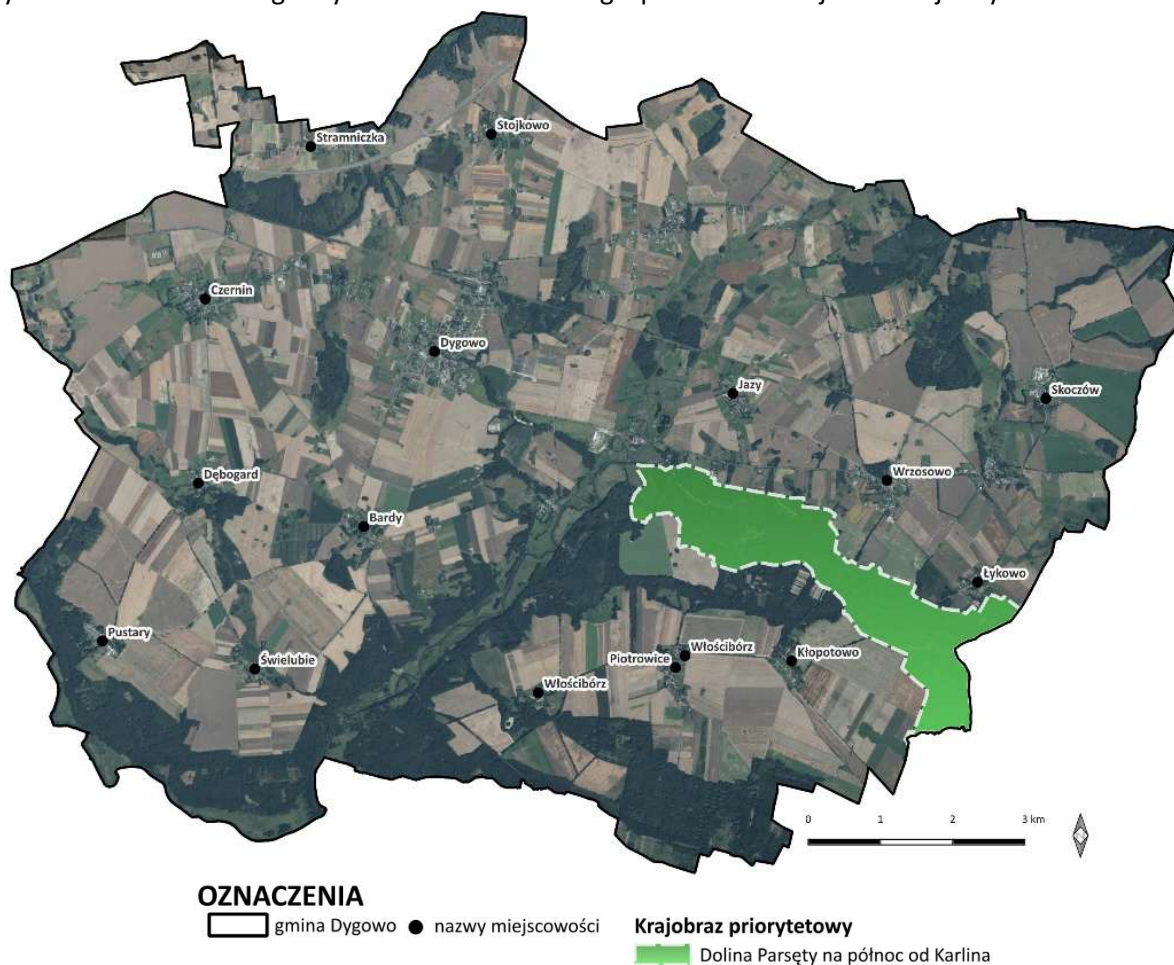 Stramniczka
Stojkowo
Czernin
Dygowo
Jazy
Skoczów
Dębogard
Wrzosowo
Bardy
Łykowo
Pustary
Świelubie
Włościbórz
Piotrowice
Kłopotowo
Włościbórz
0 1 2 3 km
OZNACZENIA
gmina Dygowo nazwy miejscowości
Krajobraz priorytetowy
Dolina Parsęty na północ od Karlina